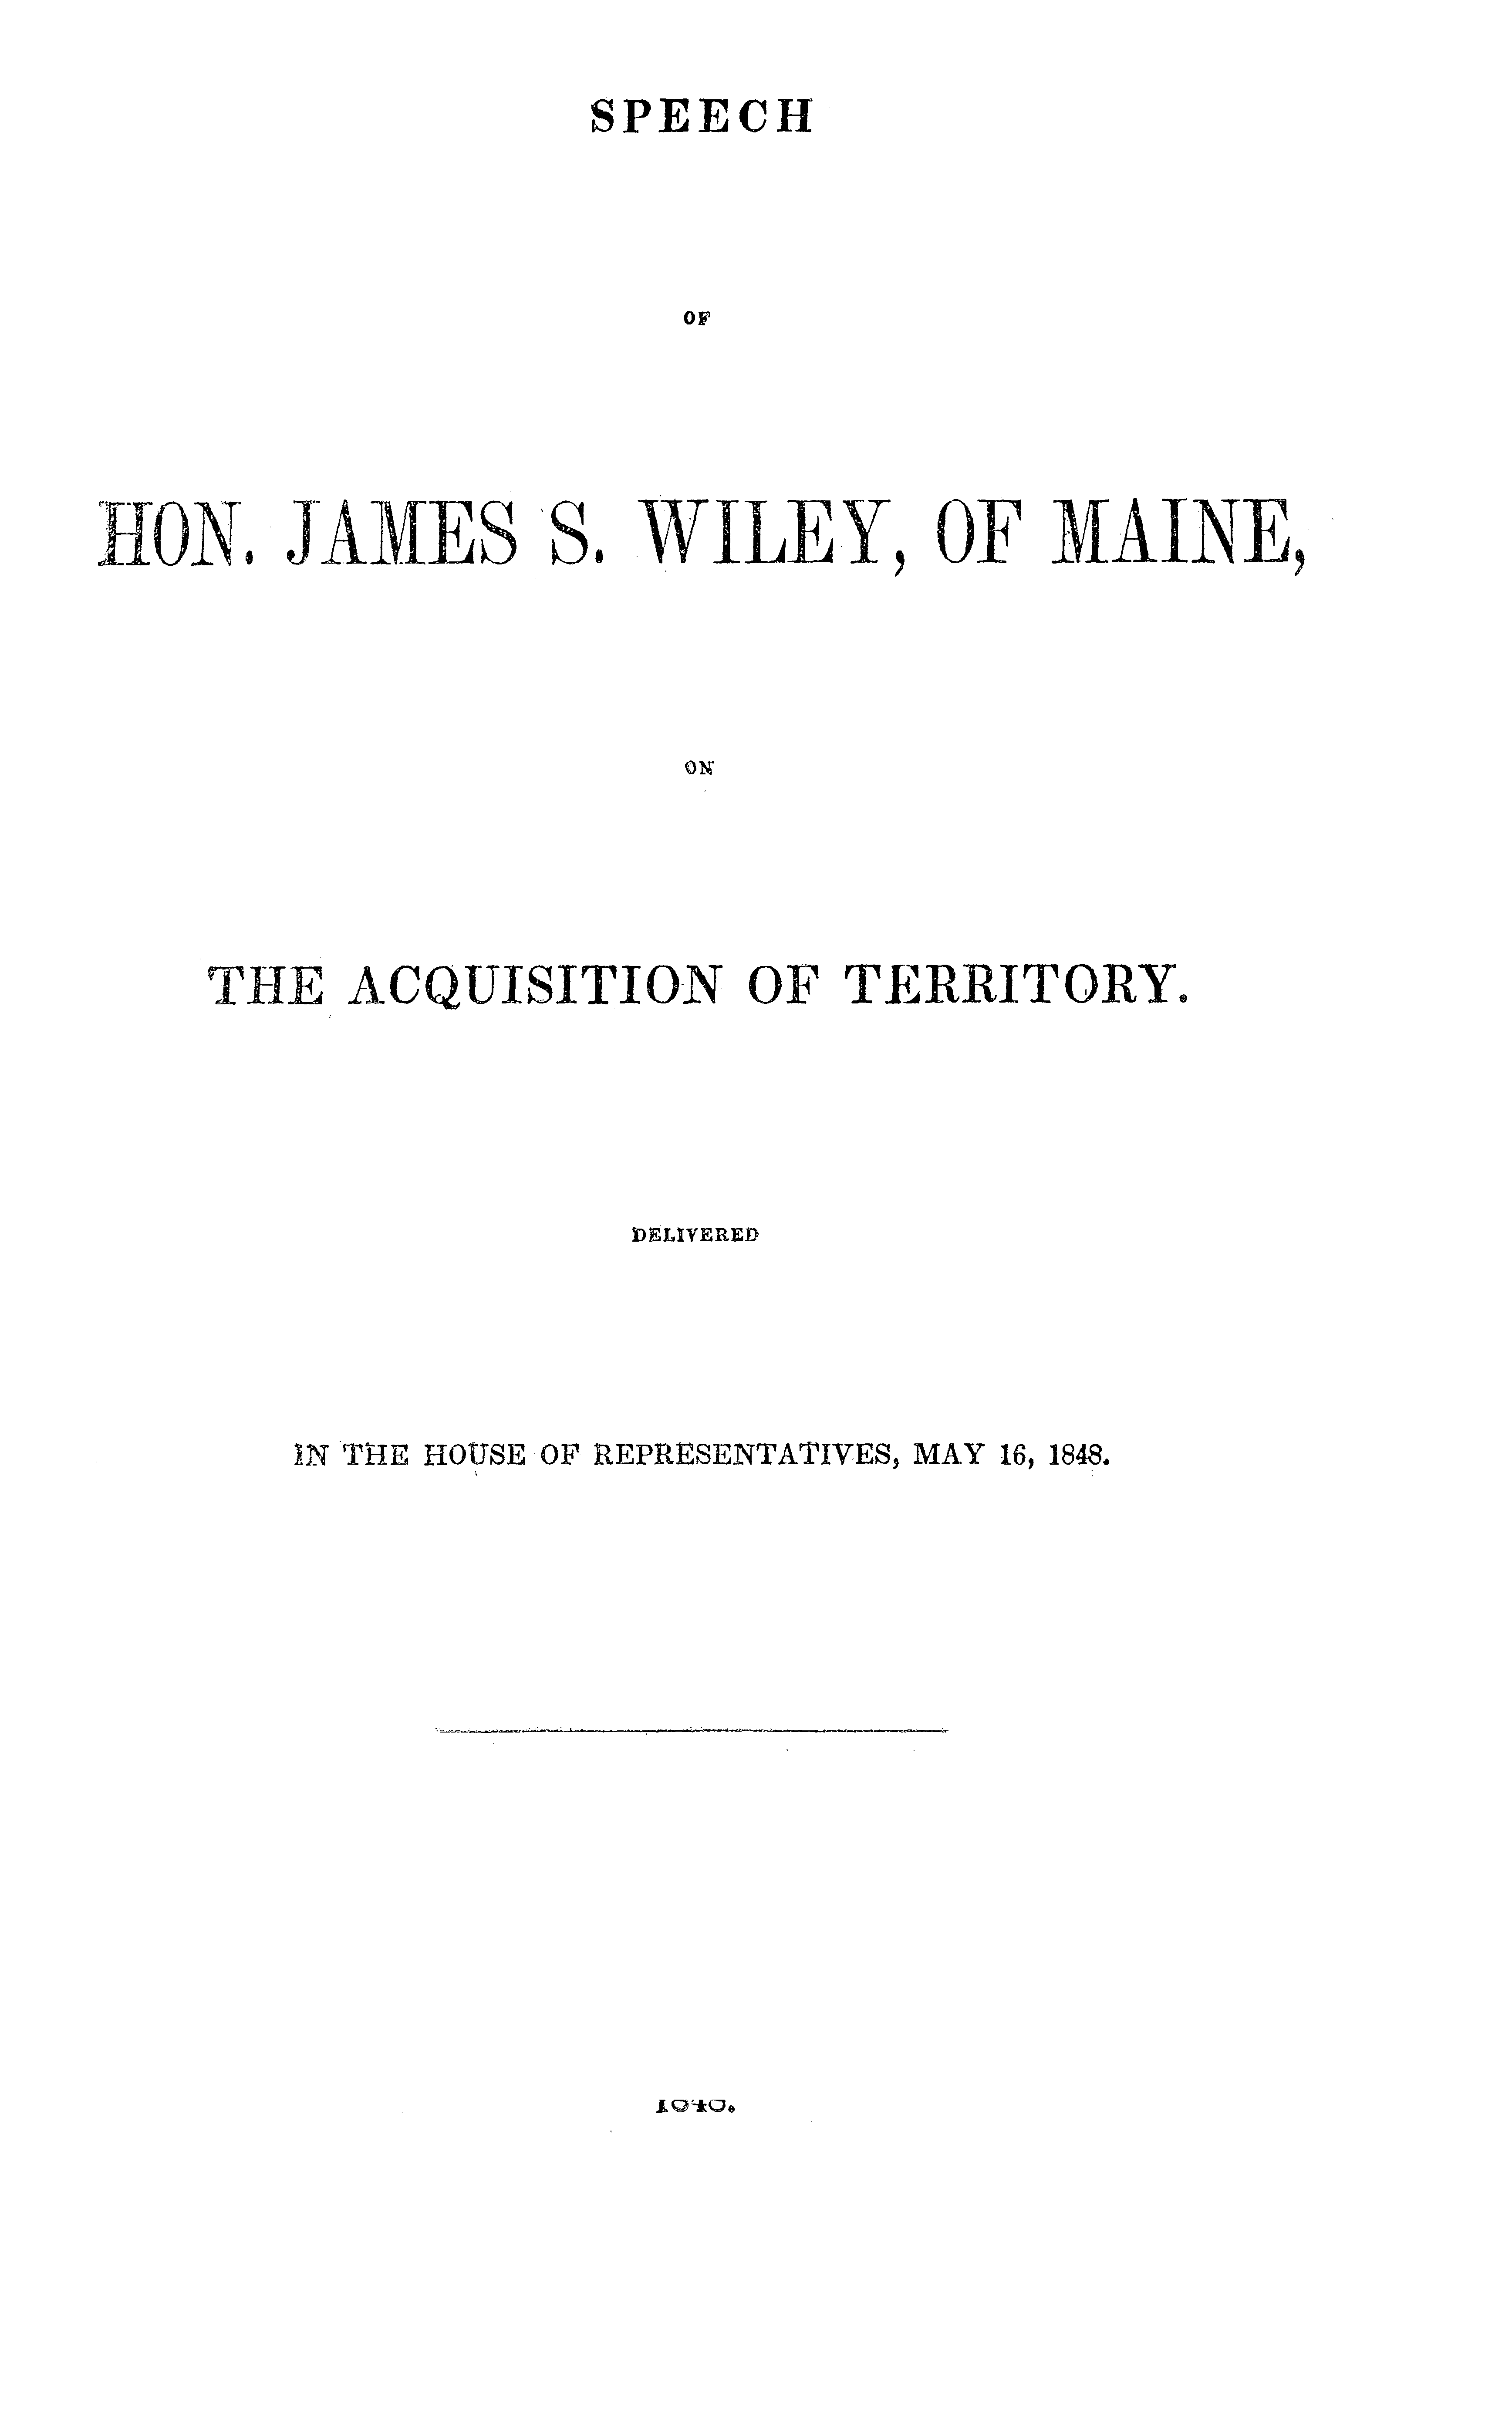 SPEECH
OF
HON. JAMES S. WILEY, OF MAINE,
ON
THE ACQUISITION OF TERRITORY.
DELIVERED
IN THE HOUSE OF REPRESENTATIVES, MAY 16, 1848.